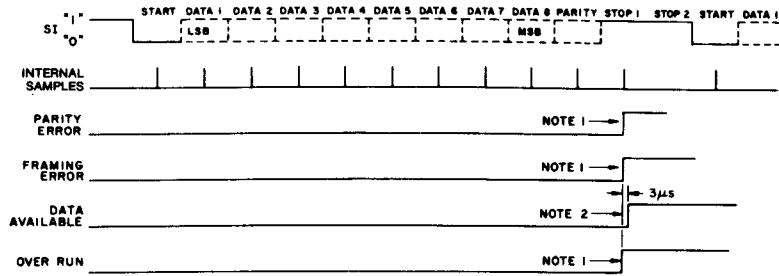 START DATA 1 DATA 2 DATA 3 DATA 4 DATA 5 DATA 6 DATA 7 DATA 8 PARITY STOP 1 STOP 2 START DATA 1
SI "1"
"0"
LSB MSB
INTERNAL
SAMPLES
PARITY
ERROR
NOTE 1
FRAMING
ERROR
NOTE 1
3μs
DATA
AVAILABLE
NOTE 2
OVER RUN
NOTE 1